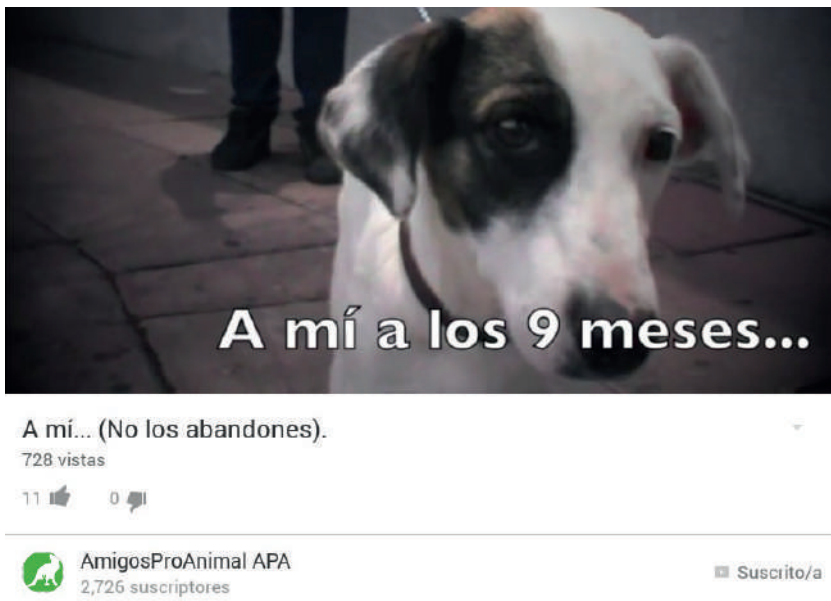 A mí a los 9 meses...
A mí... (No los abandones).
728 vistas
11 0
AmigosProAnimal APA
2,726 suscriptores
Suscrito/a